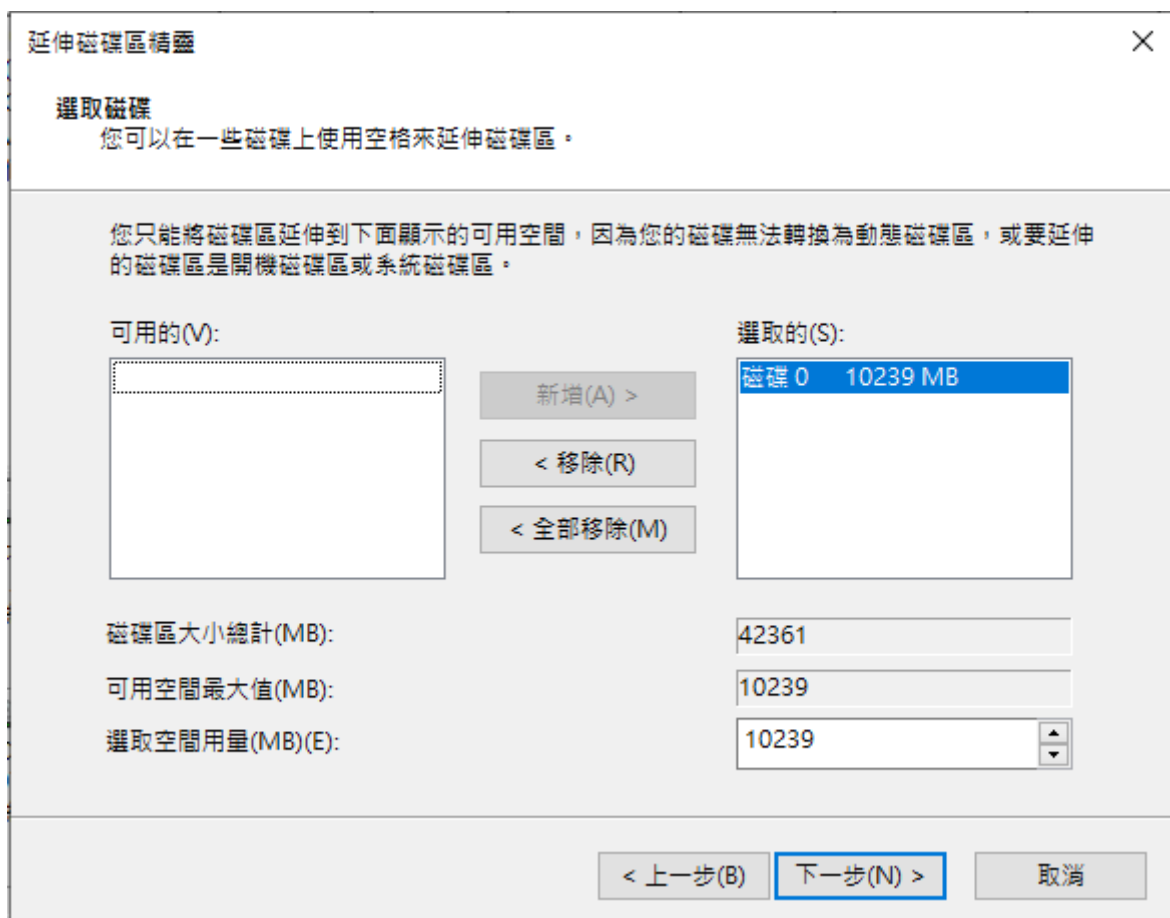 延伸磁碟區精靈
選取磁碟
您可以在一些磁碟上使用空格來延伸磁碟區。
您只能將磁碟區延伸到下面顯示的可用空間，因為您的磁碟無法轉換為動態磁碟區，或要延伸
的磁碟區是開機磁碟區或系統磁碟區。
可用的(V):
選取的(S):
磁碟 0 10239 MB
新增(A) >
< 移除(R)
< 全部移除(M)
磁碟區大小總計(MB): 42361
可用空間最大值(MB): 10239
選取空間用量(MB)(E): 10239
< 上一步(B) 下一步(N) > 取消